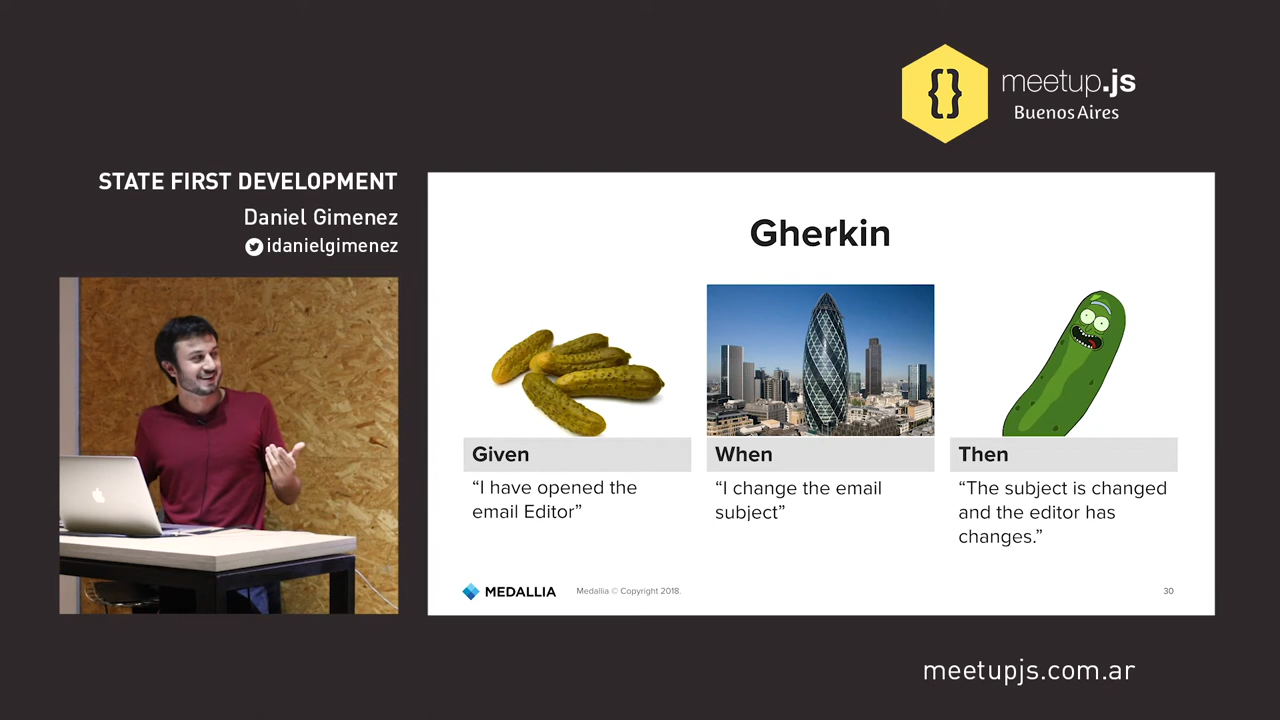 {}
meetup.js
Buenos Aires
STATE FIRST DEVELOPMENT
Daniel Gimenez
idanielgimenez
Gherkin
Given
“I have opened the
email Editor”
When
“I change the email
subject”
Then
“The subject is changed
and the editor has
changes.”
MEDALLIA
Medallia © Copyright 2018.
30
meetupjs.com.ar